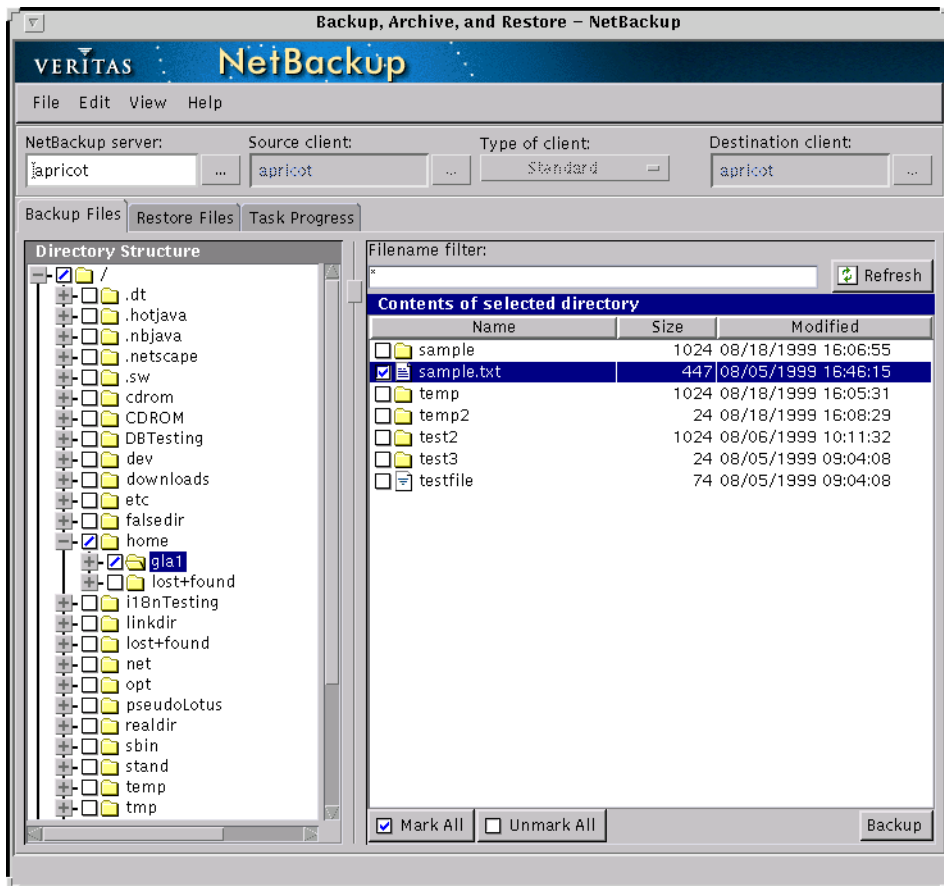 Backup, Archive, and Restore – NetBackup
VERITAS NetBackup
File Edit View Help
NetBackup server: Source client: Type of client: Destination client:
apricot ... apricot ... Standard apricot ...
Backup Files Restore Files Task Progress
Directory Structure
/
.dt
.hotjava
.nbjava
.netscape
.sw
cdrom
CDROM
DBTesting
dev
downloads
etc
falsedir
home
gla1
lost+found
i18nTesting
linkdir
lost+found
net
opt
pseudoLotus
realdir
sbin
stand
temp
tmp
Filename filter:
* Refresh
Contents of selected directory
Name Size Modified
sample 1024 08/18/1999 16:06:55
sample.txt 447 08/05/1999 16:46:15
temp 1024 08/18/1999 16:05:31
temp2 24 08/18/1999 16:08:29
test2 1024 08/06/1999 10:11:32
test3 24 08/05/1999 09:04:08
testfile 74 08/05/1999 09:04:08
Mark All Unmark All Backup